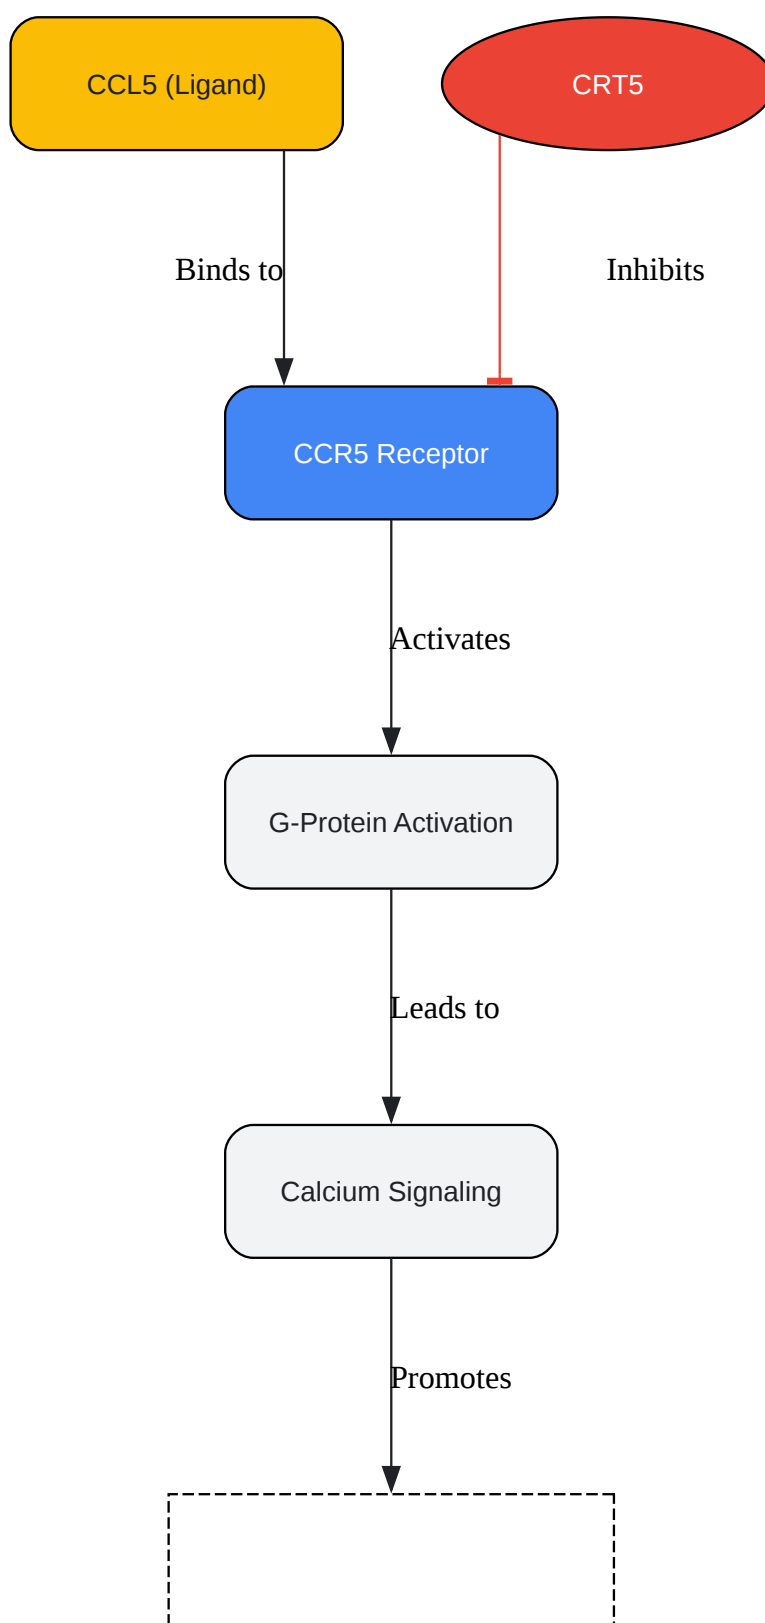 CCL5 (Ligand)
CRT5
Binds to
Inhibits
CCR5 Receptor
Activates
G-Protein Activation
Leads to
Calcium Signaling
Promotes